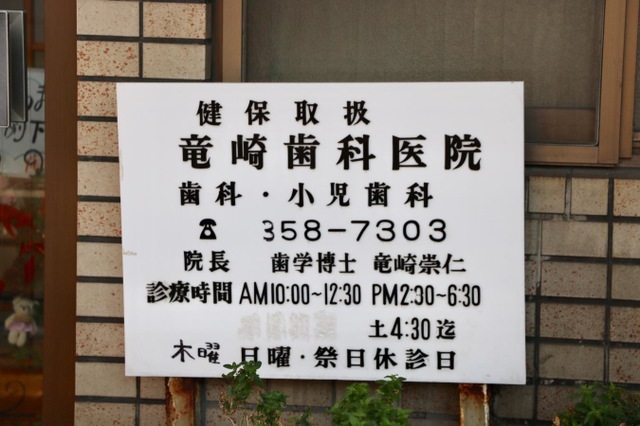 健保取扱
竜崎歯科医院
歯科・小児歯科
☎ 358-7303
院長 歯学博士 竜崎崇仁
診療時間 AM10:00~12:30 PM2:30~6:30
土4:30迄
木曜 日曜・祭日休診日